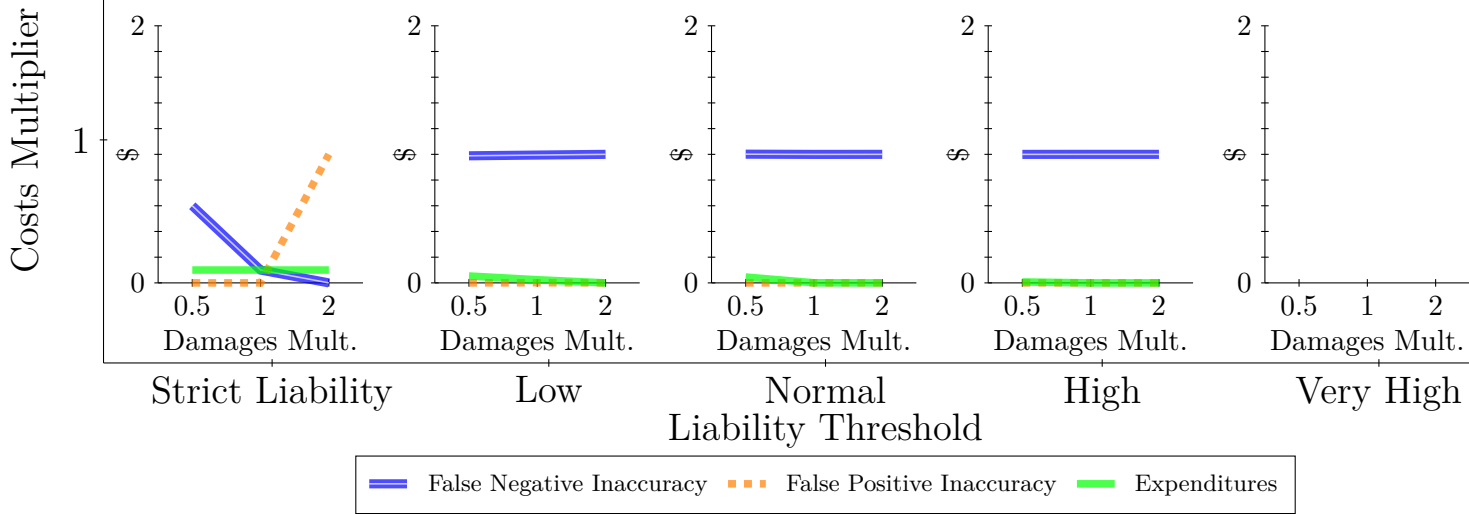 Costs Multiplier
1
2
$
0
0.5 1 2
Damages Mult.
2
$
0
0.5 1 2
Damages Mult.
2
$
0
0.5 1 2
Damages Mult.
2
$
0
0.5 1 2
Damages Mult.
2
$
0
0.5 1 2
Damages Mult.
Strict Liability Low Normal High Very High
Liability Threshold
False Negative Inaccuracy False Positive Inaccuracy Expenditures